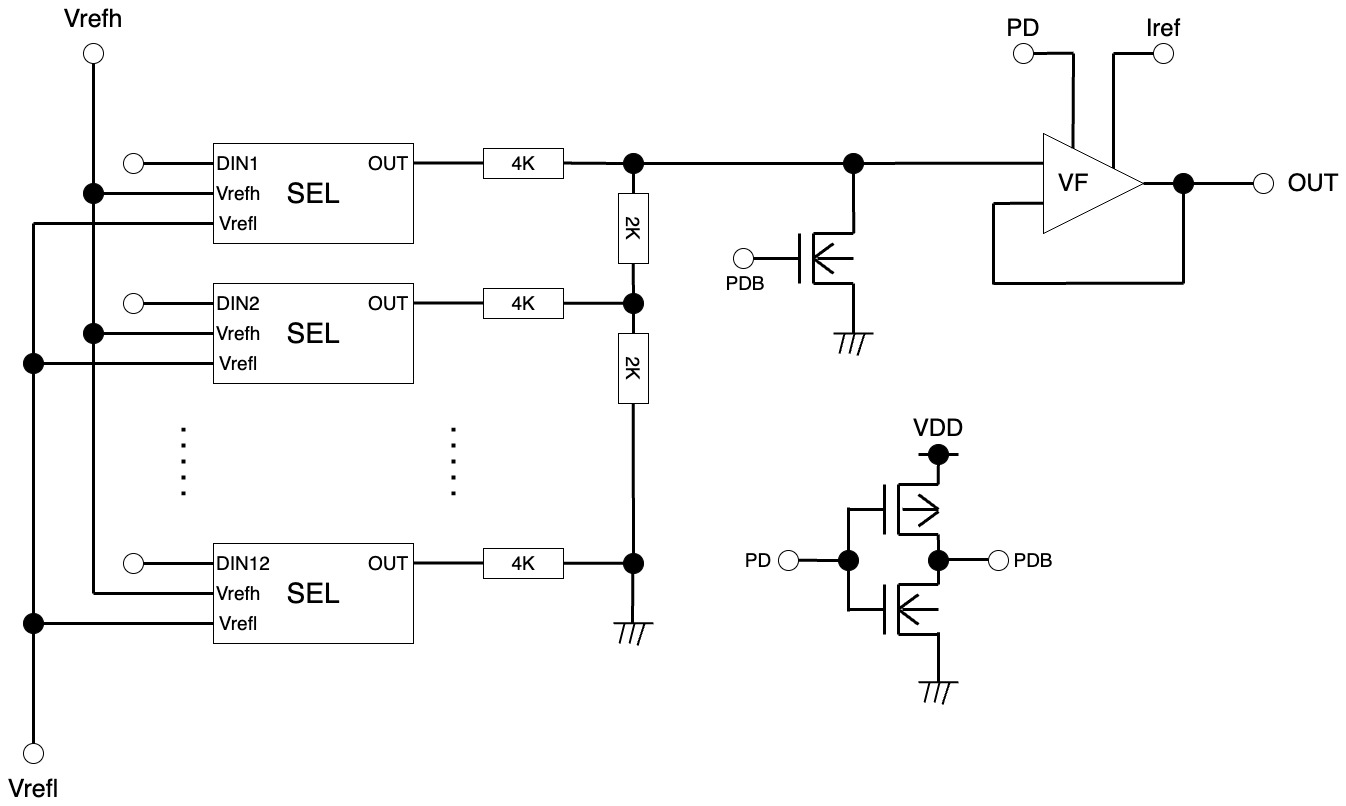 Vrefh
PD
Iref
DIN1
OUT
4K
Vrefh
SEL
Vrefl
VF
OUT
2K
PDB
DIN2
OUT
4K
Vrefh
SEL
Vrefl
2K
VDD
DIN12
OUT
4K
Vrefh
SEL
Vrefl
PD
PDB
Vrefl